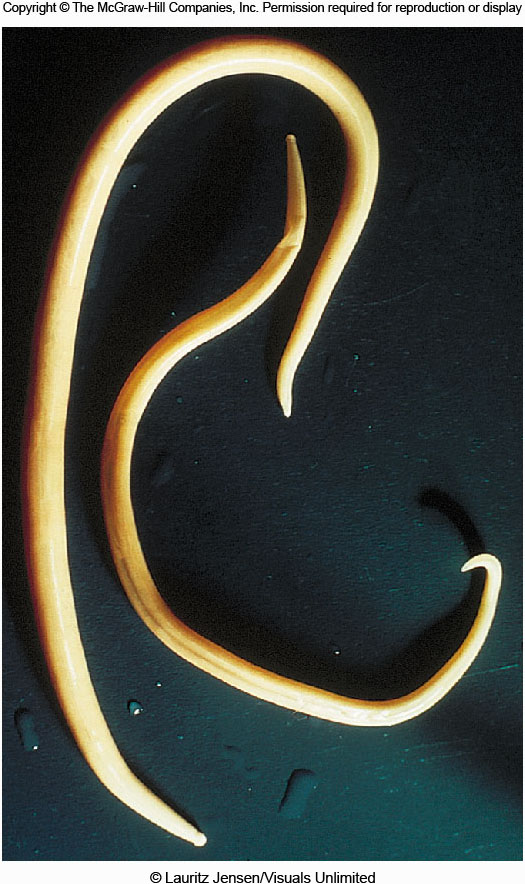 Copyright © The McGraw-Hill Companies, Inc. Permission required for reproduction or display
© Lauritz Jensen/Visuals Unlimited